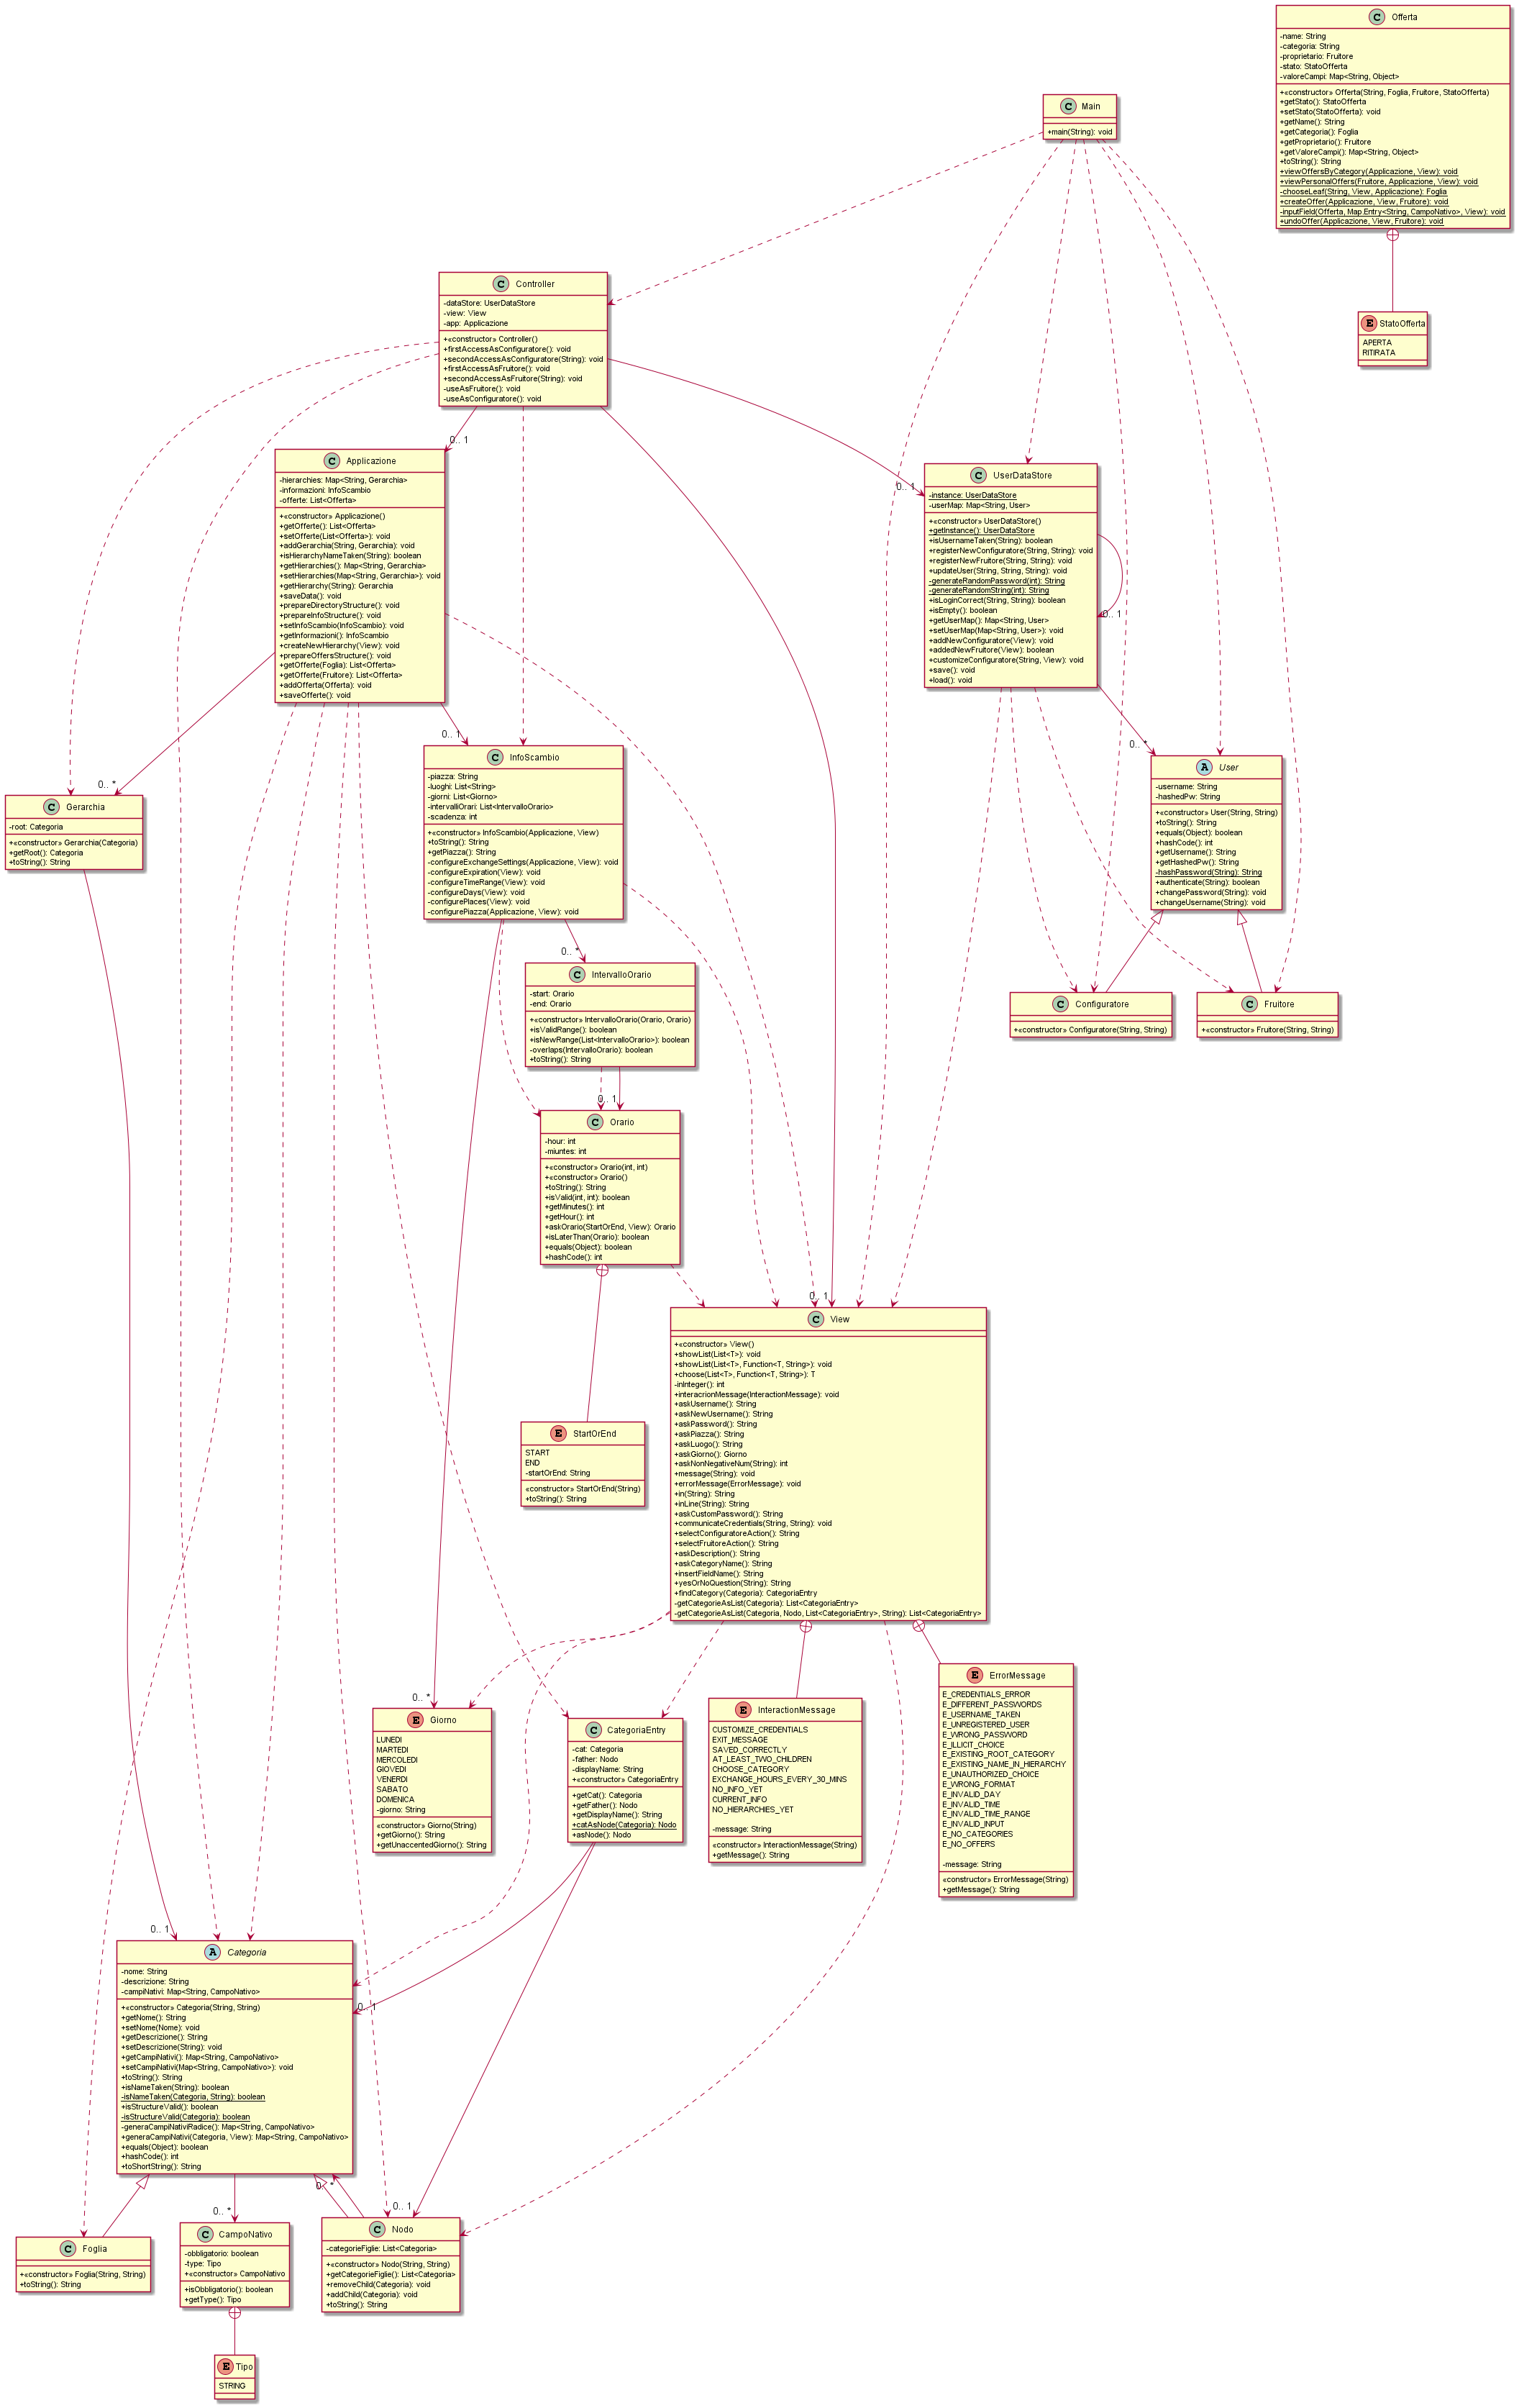 C Offerta
-name: String
-categoria: String
-proprietario: Fruitore
-stato: StatoOfferta
-valoreCampi: Map<String, Object>
+«constructor» Offerta(String, Foglia, Fruitore, StatoOfferta)
+getStato(): StatoOfferta
+setStato(StatoOfferta): void
+getName(): String
+getCategoria(): Foglia
+getProprietario(): Fruitore
+getValoreCampi(): Map<String, Object>
+toString(): String
+viewOffersByCategory(Applicazione, View): void
+viewPersonalOffers(Fruitore, Applicazione, View): void
-chooseLeaf(String, View, Applicazione): Foglia
+createOffer(Applicazione, View, Fruitore): void
-inputField(Offerta, Map.Entry<String, CampoNativo>, View): void
+undoOffer(Applicazione, View, Fruitore): void
C Main
+main(String): void
E StatoOfferta
APERTA
RITIRATA
C Controller
-dataStore: UserDataStore
-view: View
-app: Applicazione
+«constructor» Controller()
+firstAccessAsConfiguratore(): void
+secondAccessAsConfiguratore(String): void
+firstAccessAsFruitore(): void
+secondAccessAsFruitore(String): void
-useAsFruitore(): void
-useAsConfiguratore(): void
0.. 1
C Applicazione
-hierarchies: Map<String, Gerarchia>
-informazioni: InfoScambio
-offerte: List<Offerta>
+«constructor» Applicazione()
+getOfferte(): List<Offerta>
+setOfferte(List<Offerta>): void
+addGerarchia(String, Gerarchia): void
+isHierarchyNameTaken(String): boolean
+getHierarchies(): Map<String, Gerarchia>
+setHierarchies(Map<String, Gerarchia>): void
+getHierarchy(String): Gerarchia
+saveData(): void
+prepareDirectoryStructure(): void
+prepareInfoStructure(): void
+setInfoScambio(InfoScambio): void
+getInformazioni(): InfoScambio
+createNewHierarchy(View): void
+prepareOffersStructure(): void
+getOfferte(Foglia): List<Offerta>
+getOfferte(Fruitore): List<Offerta>
+addOfferta(Offerta): void
+saveOfferte(): void
0.. 1
C UserDataStore
-instance: UserDataStore
-userMap: Map<String, User>
+«constructor» UserDataStore()
+getInstance(): UserDataStore
+isUsernameTaken(String): boolean
+registerNewConfiguratore(String, String): void
+registerNewFruitore(String, String): void
+updateUser(String, String, String): void
-generateRandomPassword(int): String
-generateRandomString(int): String
+isLoginCorrect(String, String): boolean
+isEmpty(): boolean
+getUserMap(): Map<String, User>
+setUserMap(Map<String, User>): void
+addNewConfiguratore(View): void
+addedNewFruitore(View): boolean
+customizeConfiguratore(String, View): void
+save(): void
+load(): void
0.. 1
0.. 1
0.. *
C InfoScambio
-piazza: String
-luoghi: List<String>
-giorni: List<Giorno>
-intervalliOrari: List<IntervalloOrario>
-scadenza: int
+«constructor» InfoScambio(Applicazione, View)
+toString(): String
+getPiazza(): String
-configureExchangeSettings(Applicazione, View): void
-configureExpiration(View): void
-configureTimeRange(View): void
-configureDays(View): void
-configurePlaces(View): void
-configurePiazza(Applicazione, View): void
A User
-username: String
-hashedPw: String
+«constructor» User(String, String)
+toString(): String
+equals(Object): boolean
+hashCode(): int
+getUsername(): String
+getHashedPw(): String
-hashPassword(String): String
+authenticate(String): boolean
+changePassword(String): void
+changeUsername(String): void
0.. *
C Gerarchia
-root: Categoria
+«constructor» Gerarchia(Categoria)
+getRoot(): Categoria
+toString(): String
0.. *
C IntervalloOrario
-start: Orario
-end: Orario
+«constructor» IntervalloOrario(Orario, Orario)
+isValidRange(): boolean
+isNewRange(List<IntervalloOrario>): boolean
-overlaps(IntervalloOrario): boolean
+toString(): String
C Configuratore
+«constructor» Configuratore(String, String)
C Fruitore
+«constructor» Fruitore(String, String)
0.. 1
C Orario
-hour: int
-miuntes: int
+«constructor» Orario(int, int)
+«constructor» Orario()
+toString(): String
+isValid(int, int): boolean
+getMinutes(): int
+getHour(): int
+askOrario(StartOrEnd, View): Orario
+isLaterThan(Orario): boolean
+equals(Object): boolean
+hashCode(): int
0.. 1
C View
+«constructor» View()
+showList(List<T>): void
+showList(List<T>, Function<T, String>): void
+choose(List<T>, Function<T, String>): T
-inInteger(): int
+interacrionMessage(InteractionMessage): void
+askUsername(): String
+askNewUsername(): String
+askPassword(): String
+askPiazza(): String
+askLuogo(): String
+askGiorno(): Giorno
+askNonNegativeNum(String): int
+message(String): void
+errorMessage(ErrorMessage): void
+in(String): String
+inLine(String): String
+askCustomPassword(): String
+communicateCredentials(String, String): void
+selectConfiguratoreAction(): String
+selectFruitoreAction(): String
+askDescription(): String
+askCategoryName(): String
+insertFieldName(): String
+yesOrNoQuestion(String): String
+findCategory(Categoria): CategoriaEntry
-getCategorieAsList(Categoria): List<CategoriaEntry>
-getCategorieAsList(Categoria, Nodo, List<CategoriaEntry>, String): List<CategoriaEntry>
E StartOrEnd
START
END
-startOrEnd: String
«constructor» StartOrEnd(String)
+toString(): String
0.. *
E Giorno
LUNEDI
MARTEDI
MERCOLEDI
GIOVEDI
VENERDI
SABATO
DOMENICA
-giorno: String
«constructor» Giorno(String)
+getGiorno(): String
+getUnaccentedGiorno(): String
C CategoriaEntry
-cat: Categoria
-father: Nodo
-displayName: String
+«constructor» CategoriaEntry
+getCat(): Categoria
+getFather(): Nodo
+getDisplayName(): String
+catAsNode(Categoria): Nodo
+asNode(): Nodo
E InteractionMessage
CUSTOMIZE_CREDENTIALS
EXIT_MESSAGE
SAVED_CORRECTLY
AT_LEAST_TWO_CHILDREN
CHOOSE_CATEGORY
EXCHANGE_HOURS_EVERY_30_MINS
NO_INFO_YET
CURRENT_INFO
NO_HIERARCHIES_YET
-message: String
«constructor» InteractionMessage(String)
+getMessage(): String
E ErrorMessage
E_CREDENTIALS_ERROR
E_DIFFERENT_PASSWORDS
E_USERNAME_TAKEN
E_UNREGISTERED_USER
E_WRONG_PASSWORD
E_ILLICIT_CHOICE
E_EXISTING_ROOT_CATEGORY
E_EXISTING_NAME_IN_HIERARCHY
E_UNAUTHORIZED_CHOICE
E_WRONG_FORMAT
E_INVALID_DAY
E_INVALID_TIME
E_INVALID_TIME_RANGE
E_INVALID_INPUT
E_NO_CATEGORIES
E_NO_OFFERS
-message: String
«constructor» ErrorMessage(String)
+getMessage(): String
0.. 1
A Categoria
-nome: String
-descrizione: String
-campiNativi: Map<String, CampoNativo>
+«constructor» Categoria(String, String)
+getNome(): String
+setNome(Nome): void
+getDescrizione(): String
+setDescrizione(String): void
+getCampiNativi(): Map<String, CampoNativo>
+setCampiNativi(Map<String, CampoNativo>): void
+toString(): String
+isNameTaken(String): boolean
-isNameTaken(Categoria, String): boolean
+isStructureValid(): boolean
-isStructureValid(Categoria): boolean
-generaCampiNativiRadice(): Map<String, CampoNativo>
+generaCampiNativi(Categoria, View): Map<String, CampoNativo>
+equals(Object): boolean
+hashCode(): int
+toShortString(): String
0.. 1
0.. *
0.. *
0.. 1
C Foglia
+«constructor» Foglia(String, String)
+toString(): String
C CampoNativo
-obbligatorio: boolean
-type: Tipo
+«constructor» CampoNativo
+isObbligatorio(): boolean
+getType(): Tipo
C Nodo
-categorieFiglie: List<Categoria>
+«constructor» Nodo(String, String)
+getCategorieFiglie(): List<Categoria>
+removeChild(Categoria): void
+addChild(Categoria): void
+toString(): String
E Tipo
STRING